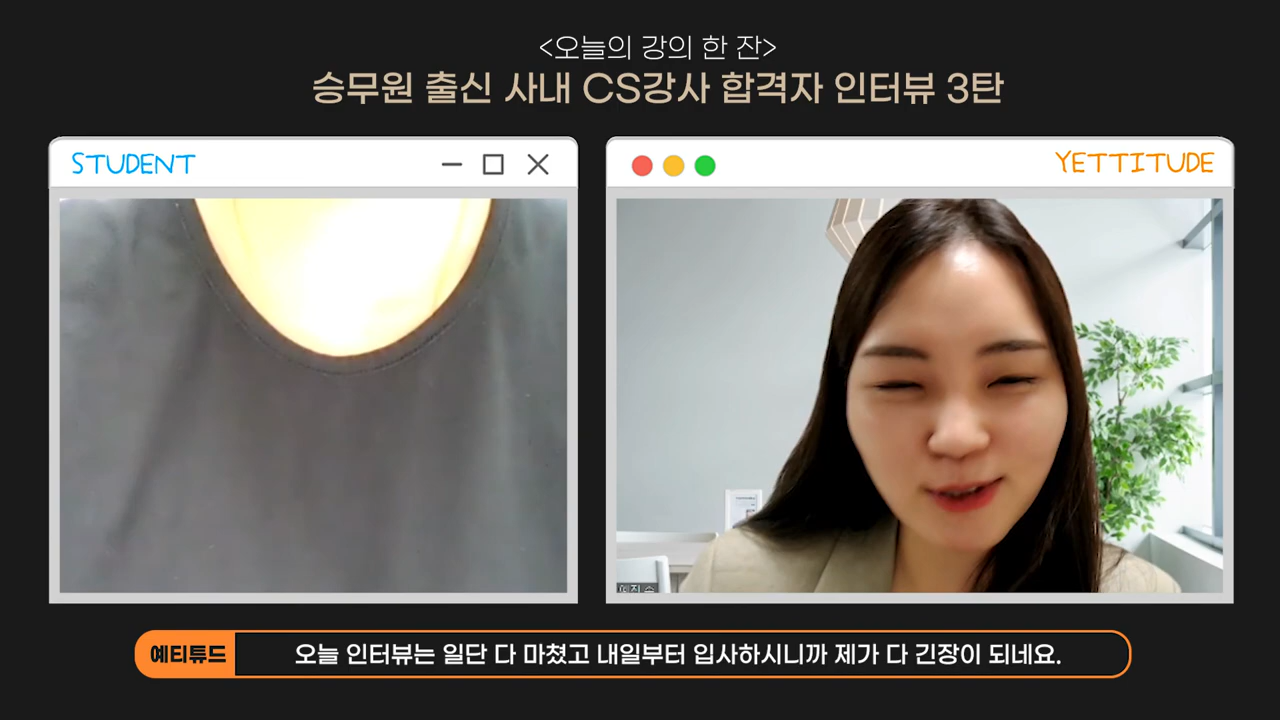 <오늘의 강의 한 잔>
승무원 출신 사내 CS강사 합격자 인터뷰 3탄
STUDENT
YETTITUDE
예티튜드
오늘 인터뷰는 일단 다 마쳤고 내일부터 입사하시니까 제가 다 긴장이 되네요.